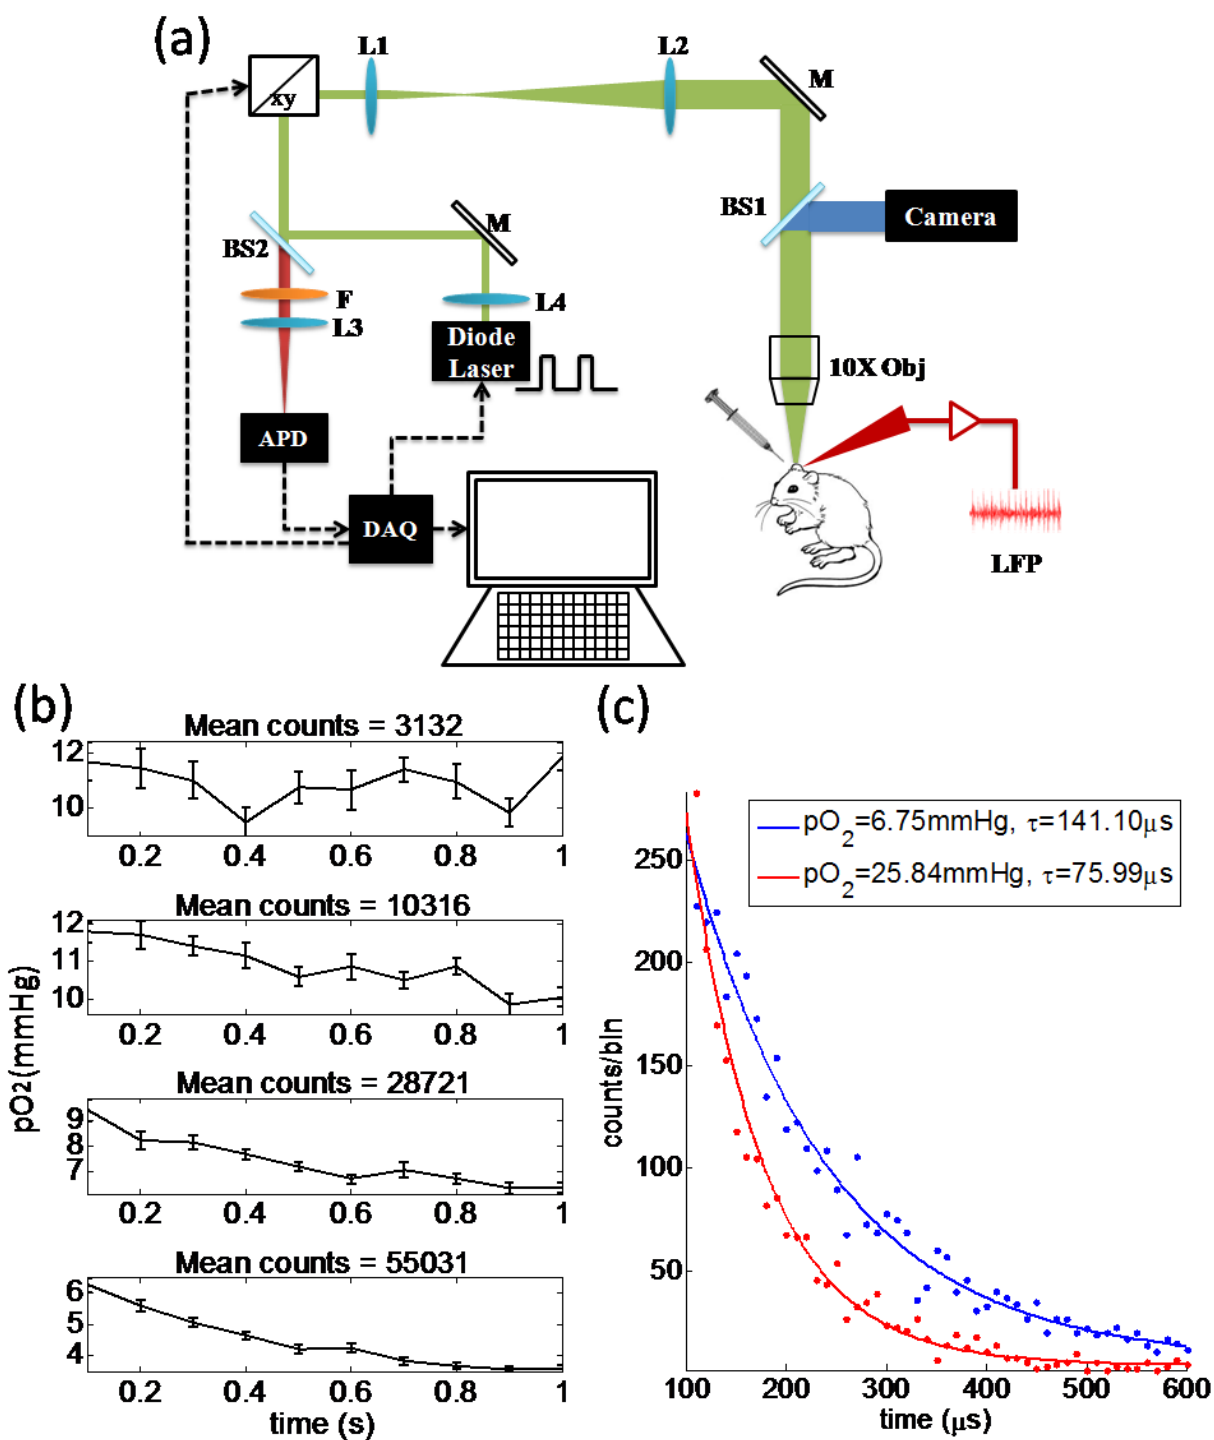 (a)
L1
L2
M
xy
BS1
Camera
M
BS2
F
L4
L3
Diode
Laser
10X Obj
APD
DAQ
LFP
(b)
Mean counts = 3132
12
10
0.2 0.4 0.6 0.8 1
Mean counts = 10316
12
11
10
0.2 0.4 0.6 0.8 1
Mean counts = 28721
9
8
7
0.2 0.4 0.6 0.8 1
Mean counts = 55031
6
5
4
0.2 0.4 0.6 0.8 1
time (s)
pO2(mmHg)
(c)
pO2=6.75mmHg, τ=141.10μs
pO2=25.84mmHg, τ=75.99μs
250
200
150
100
50
counts/bin
100 200 300 400 500 600
time (μs)